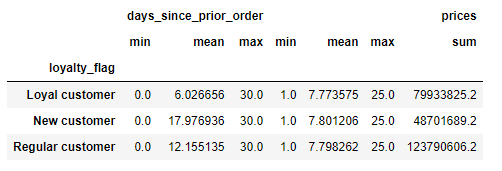 days_since_prior_order prices
min mean max min mean max sum
loyalty_flag
Loyal customer 0.0 6.026656 30.0 1.0 7.773575 25.0 79933825.2
New customer 0.0 17.976936 30.0 1.0 7.801206 25.0 48701689.2
Regular customer 0.0 12.155135 30.0 1.0 7.798262 25.0 123790606.2